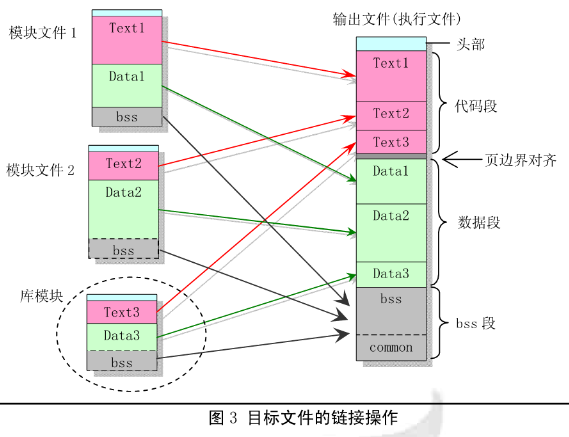 模块文件 1
Text1
Data1
bss
模块文件 2
Text2
Data2
bss
库模块
Text3
Data3
bss
输出文件(执行文件)
头部
Text1
Text2
Text3
代码段
页边界对齐
Data1
Data2
Data3
数据段
bss
common
bss 段
图 3 目标文件的链接操作